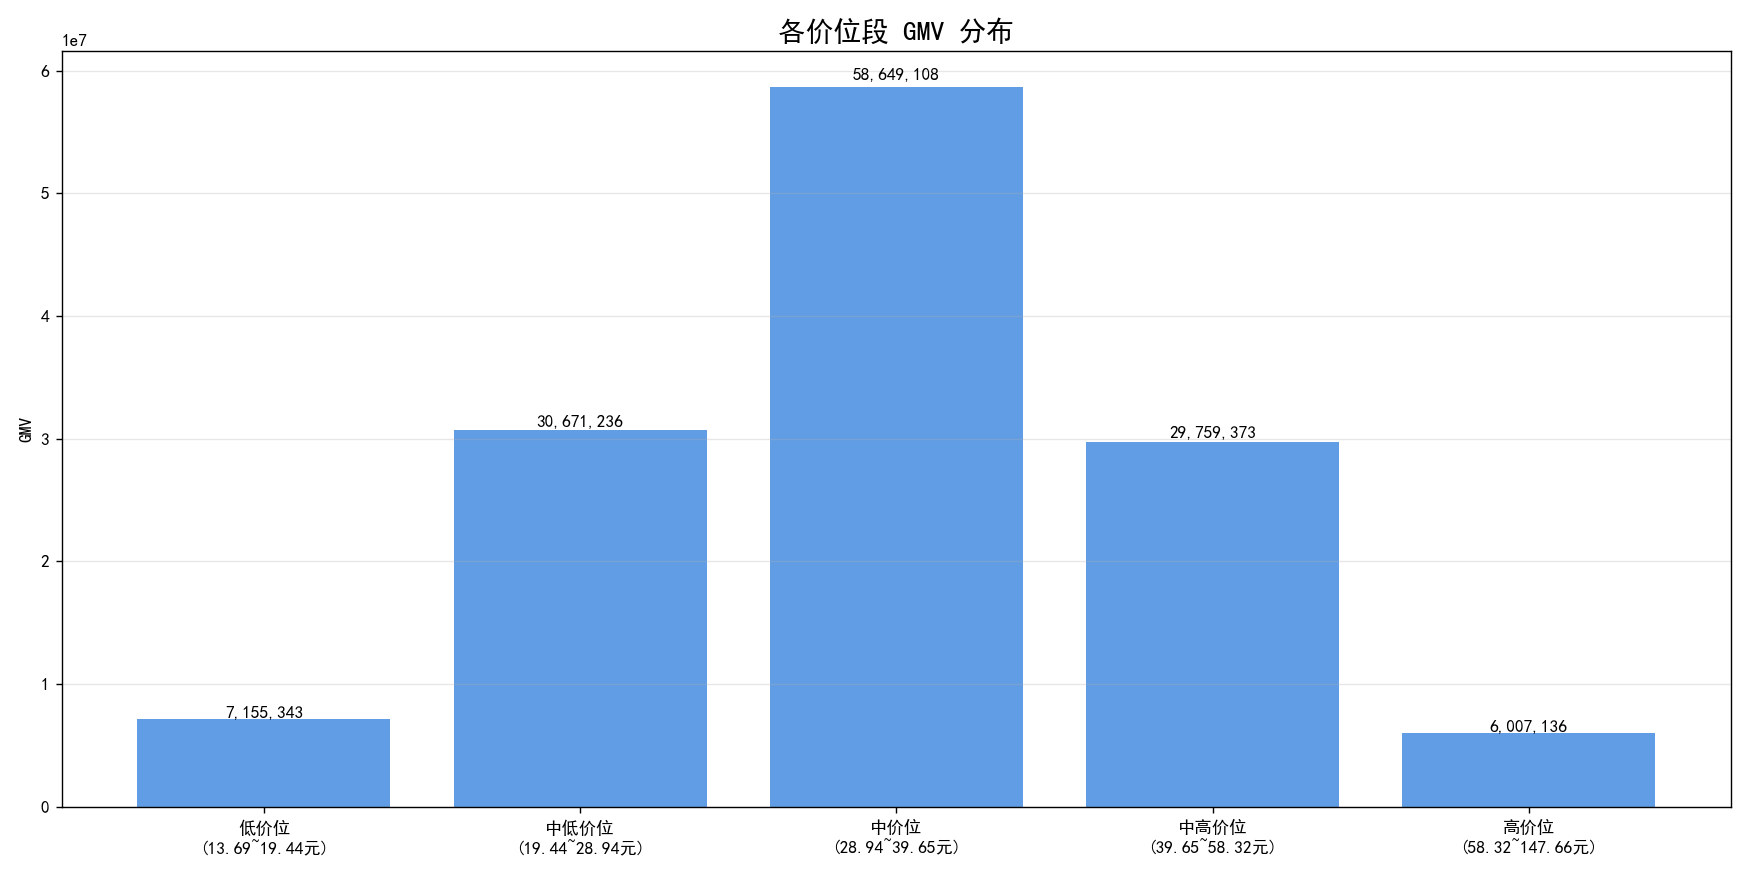 各价位段 GMV 分布
1e7
6
5
4
3
2
1
0
GMV
7,155,343
30,671,236
58,649,108
29,759,373
6,007,136
低价位
(13.69~19.44元)
中低价位
(19.44~28.94元)
中价位
(28.94~39.65元)
中高价位
(39.65~58.32元)
高价位
(58.32~147.66元)